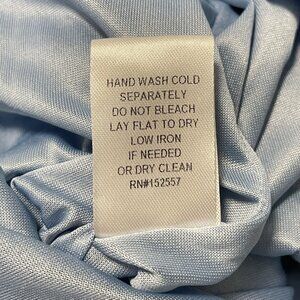 HAND WASH COLD
SEPARATELY
DO NOT BLEACH
LAY FLAT TO DRY
LOW IRON
IF NEEDED
OR DRY CLEAN
RN#152557